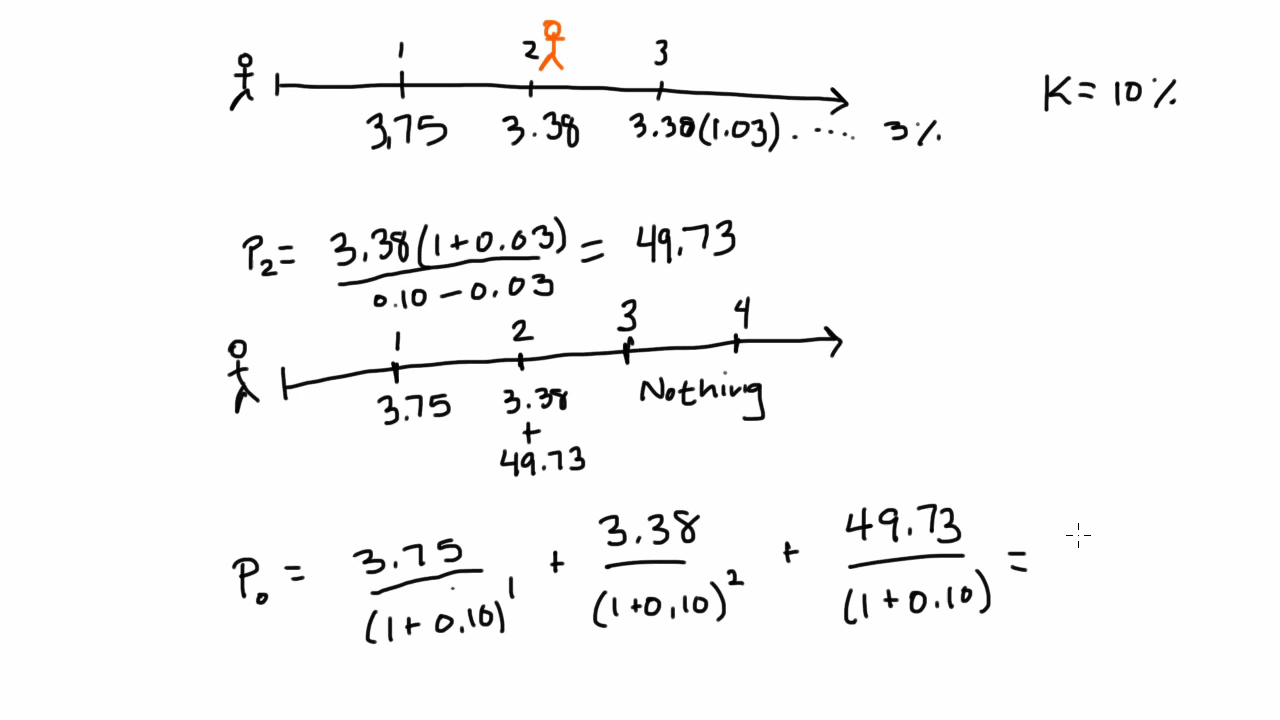 1 2 3
K = 10%
3.75 3.38 3.38(1.03) ..... 3%
P₂ = 3.38(1+0.03) / 0.10 − 0.03 = 49.73
1 2 3 4
3.75 3.38 Nothing
+
49.73
P₀ = 3.75 / (1+0.10)¹ + 3.38 / (1+0.10)² + 49.73 / (1+0.10) =